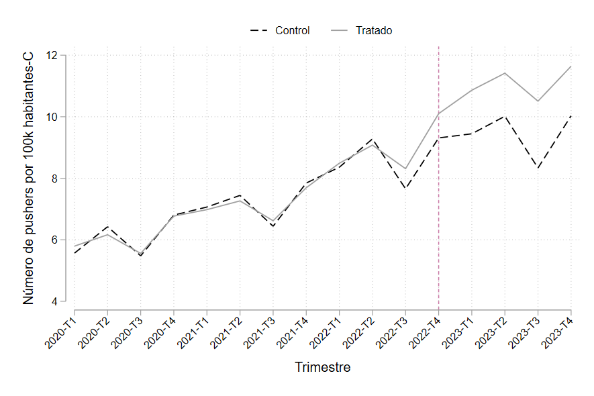 Control Tratado
Número de pushers por 100k habitantes-C
12
10
8
6
4
2020-T1
2020-T2
2020-T3
2020-T4
2021-T1
2021-T2
2021-T3
2021-T4
2022-T1
2022-T2
2022-T3
2022-T4
2023-T1
2023-T2
2023-T3
2023-T4
Trimestre